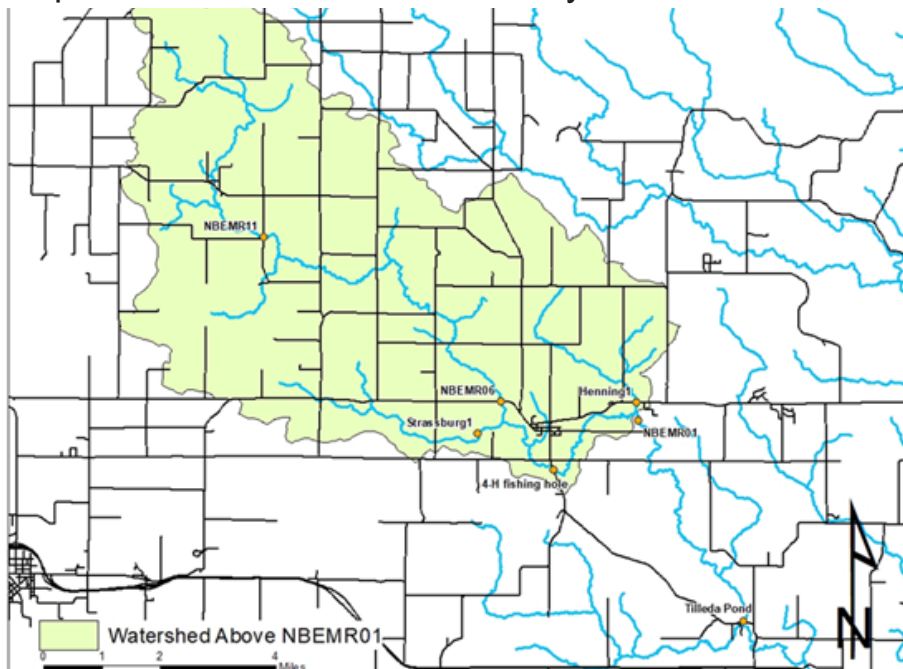 NBEMR11
NBEMR06
Henning1
Strassburg1
NBEMR01
4-H fishing hole
Tilleda Pond
N
Watershed Above NBEMR01
0 1 2 4
Miles